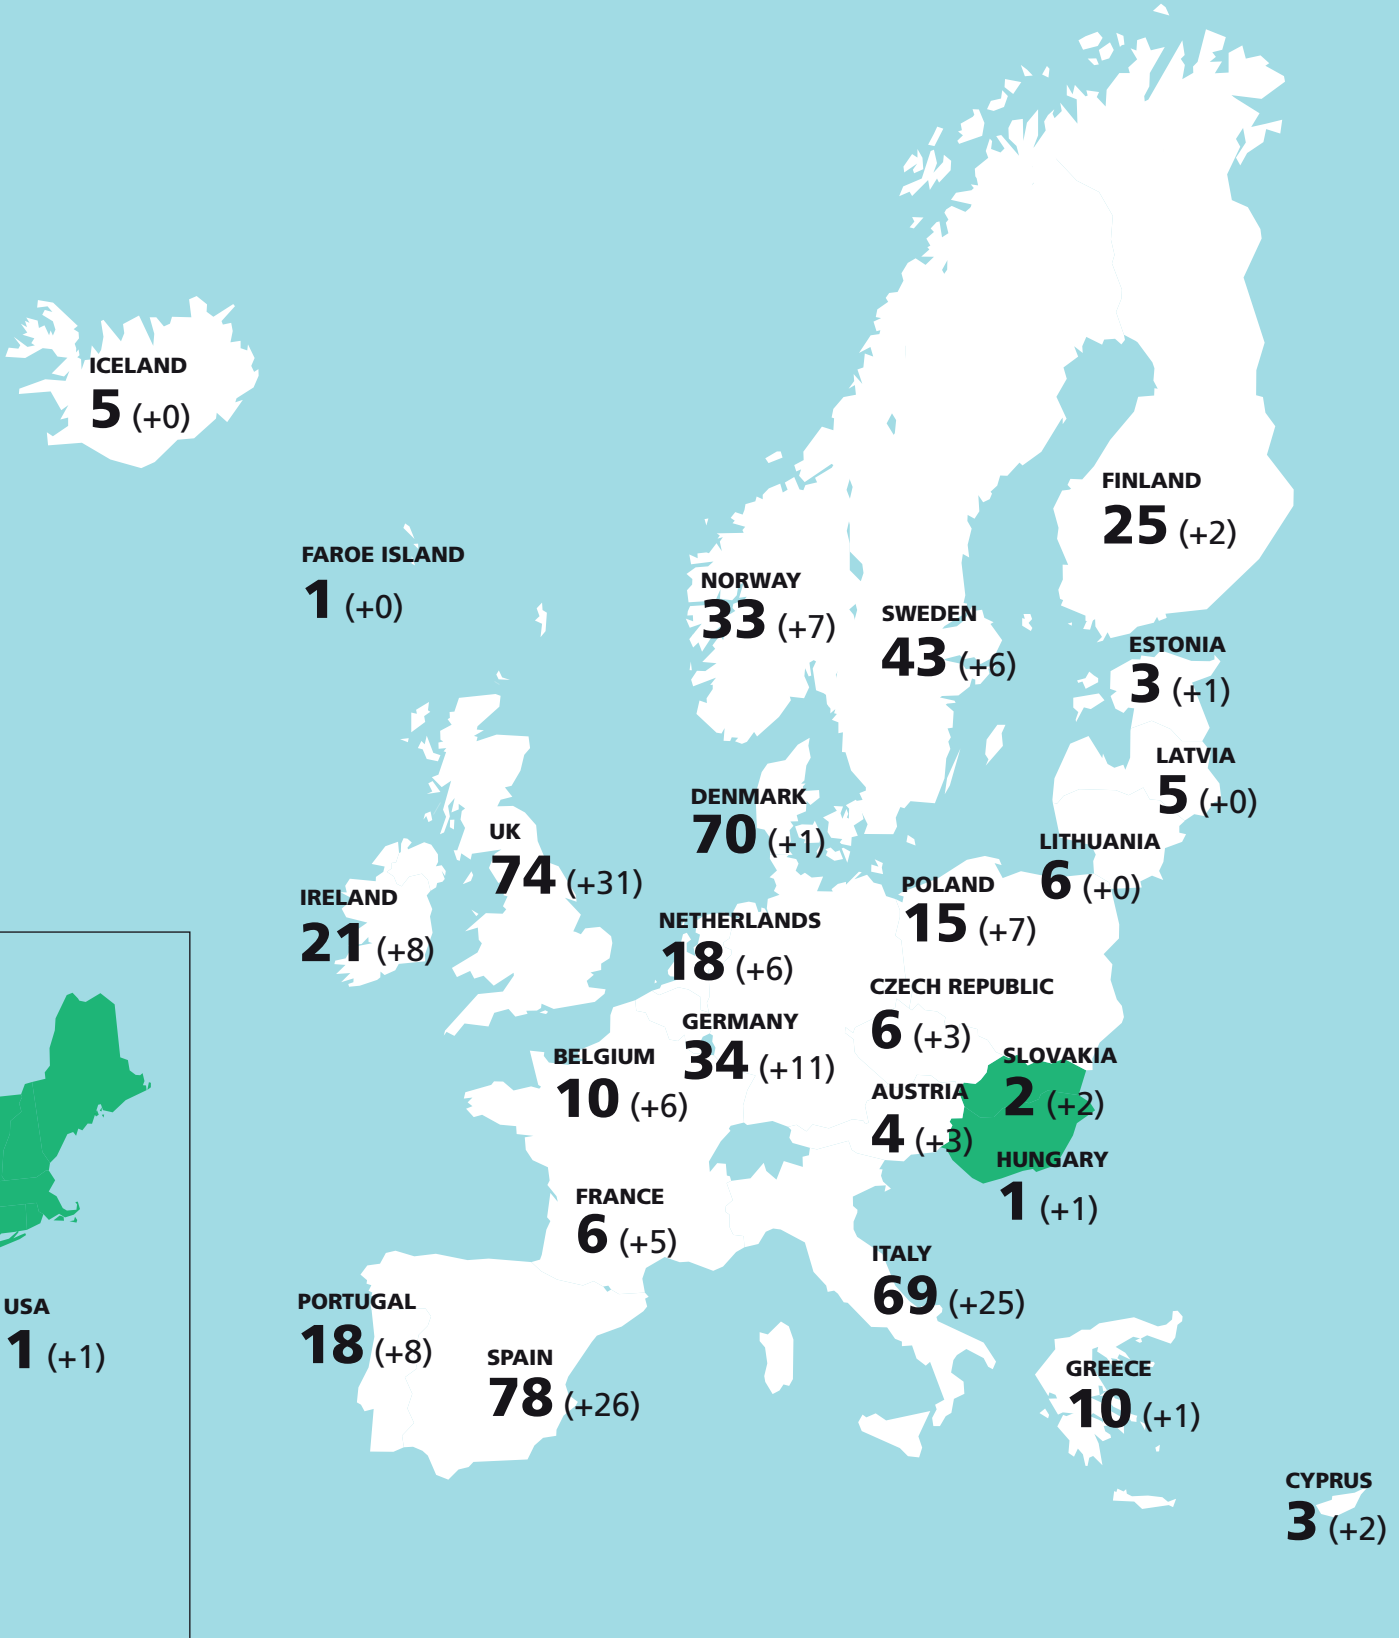 ICELAND
5 (+0)
FINLAND
25 (+2)
FAROE ISLAND
1 (+0)
NORWAY
33 (+7)
SWEDEN
43 (+6)
ESTONIA
3 (+1)
LATVIA
5 (+0)
DENMARK
70 (+1)
UK
74 (+31)
LITHUANIA
6 (+0)
IRELAND
21 (+8)
POLAND
15 (+7)
NETHERLANDS
18 (+6)
CZECH REPUBLIC
6 (+3)
GERMANY
34 (+11)
BELGIUM
10 (+6)
SLOVAKIA
2 (+2)
AUSTRIA
4 (+3)
HUNGARY
1 (+1)
FRANCE
6 (+5)
ITALY
69 (+25)
USA
1 (+1)
PORTUGAL
18 (+8)
SPAIN
78 (+26)
GREECE
10 (+1)
CYPRUS
3 (+2)